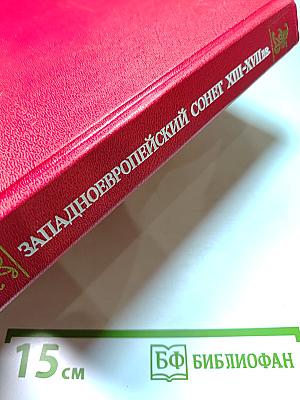 ЗАПАДНОЕВРОПЕЙСКИЙ СОНЕТ XIII-XVII вв.
15 см
БФ БИБЛИОФАН